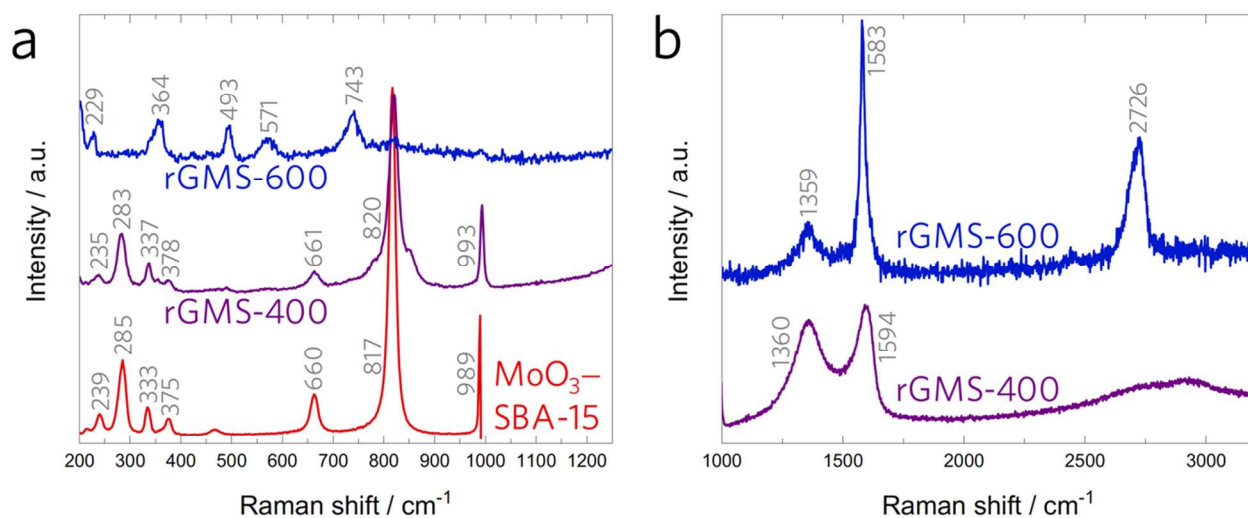 a
Intensity / a.u.
229
364
493
571
743
rGMS-600
235
283
337
378
661
820
993
rGMS-400
239
285
333
375
660
817
989
MoO₃–
SBA-15
200 300 400 500 600 700 800 900 1000 1100 1200
Raman shift / cm⁻¹
b
Intensity / a.u.
1359
1583
2726
rGMS-600
1360
1594
rGMS-400
1000 1500 2000 2500 3000
Raman shift / cm⁻¹